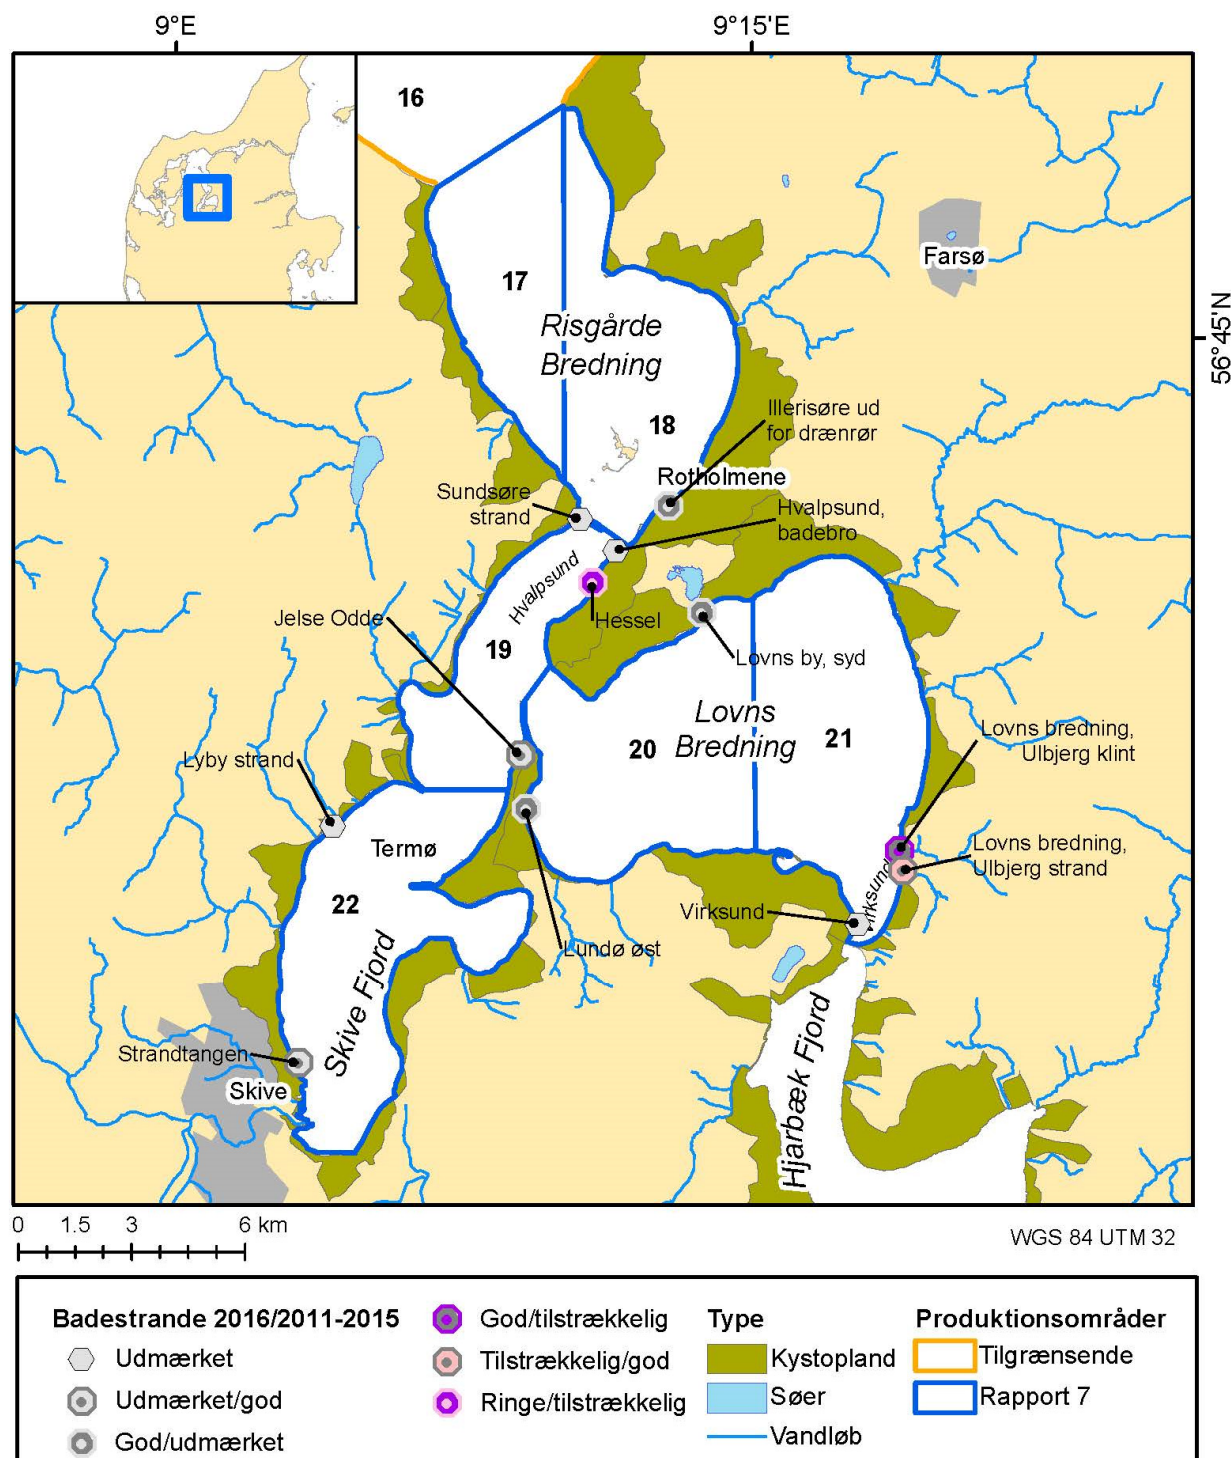 9°E
9°15'E
16
17
Farsø
56°45'N
Risgårde
Bredning
18
Illerisøre ud
for drænrør
Rotholmene
Sundsøre
strand
Hvalpsund,
badebro
Hvalpsund
Hessel
Jelse Odde
19
Lovns by, syd
Lovns
Bredning
20
21
Lovns bredning,
Ulbjerg klint
Lyby strand
Termø
Lovns bredning,
Ulbjerg strand
22
Virksund
Virksund
Lundø øst
Skive Fjord
Hjarbæk Fjord
Strandtangen
Skive
0 1.5 3 6 km
WGS 84 UTM 32
Badestrande 2016/2011-2015
Udmærket
Udmærket/god
God/udmærket
God/tilstrækkelig
Tilstrækkelig/god
Ringe/tilstrækkelig
Type
Kystopland
Søer
Vandløb
Produktionsområder
Tilgrænsende
Rapport 7